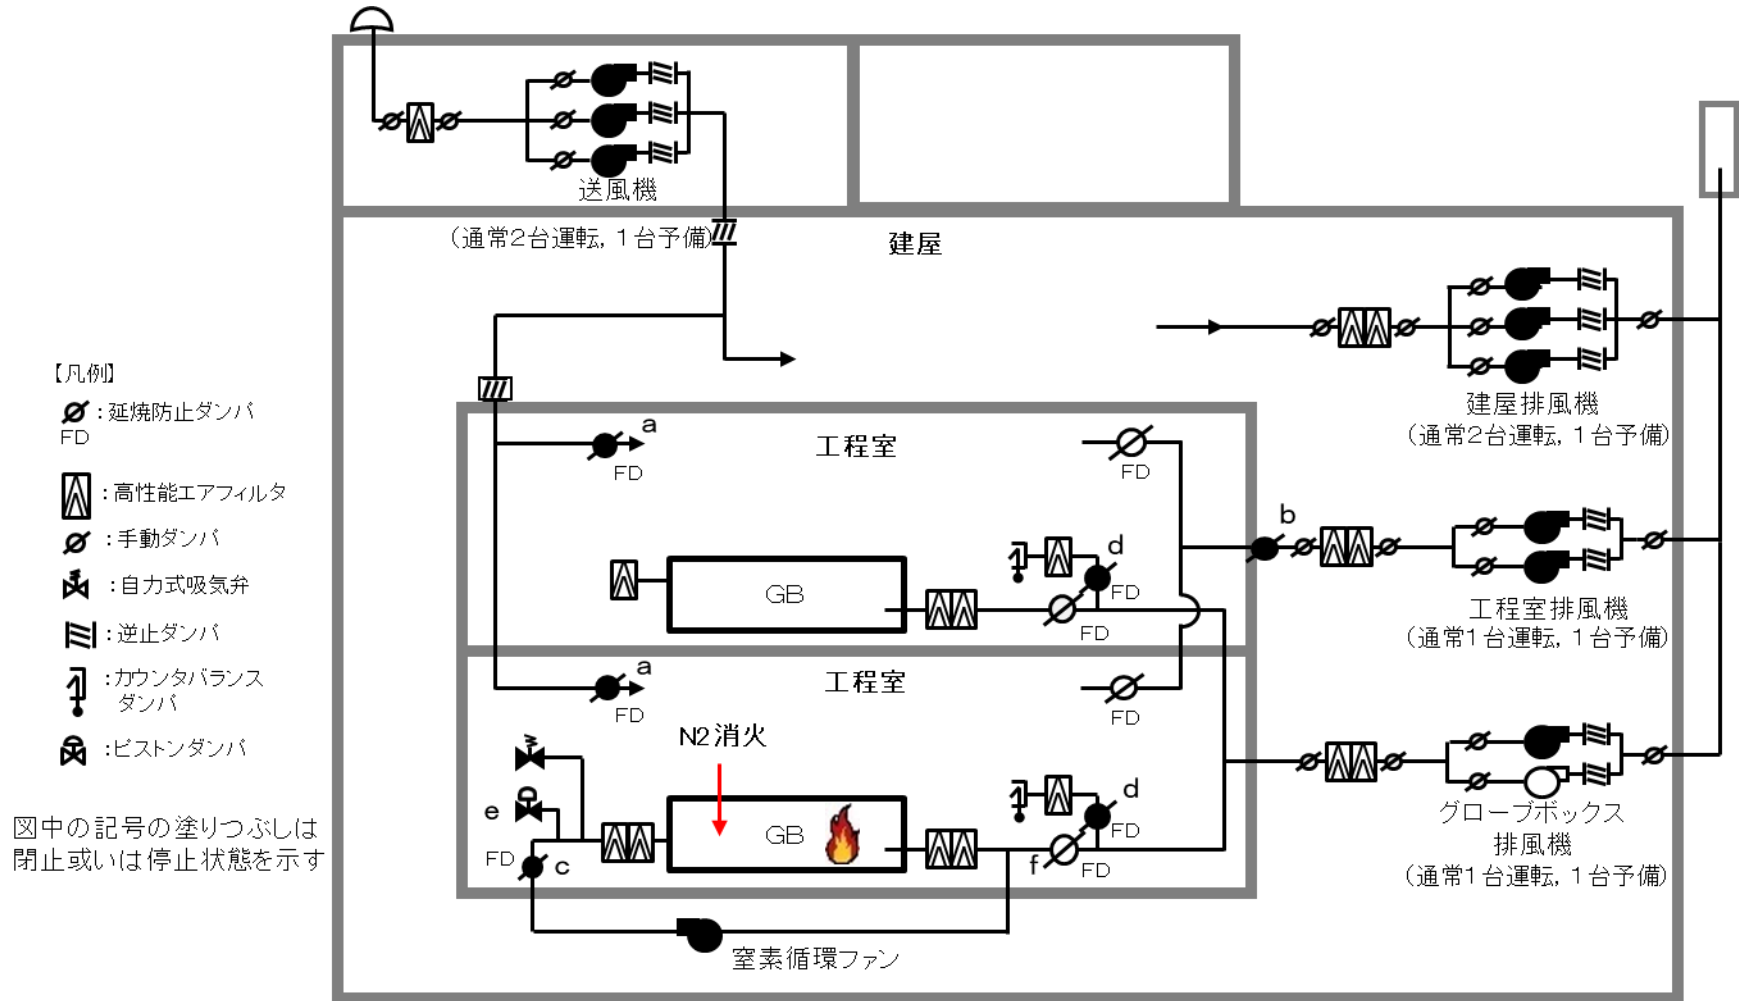 送風機
(通常2台運転, 1台予備)
建屋
【凡例】
:延焼防止ダンパ
FD
:高性能エアフィルタ
:手動ダンパ
:自力式吸気弁
:逆止ダンパ
:カウンタバランス
ダンパ
:ピストンダンパ
図中の記号の塗りつぶしは
閉止或いは停止状態を示す
建屋排風機
(通常2台運転, 1台予備)
a
FD
工程室
FD
b
d
FD
GB
FD
工程室排風機
(通常1台運転, 1台予備)
a
FD
工程室
FD
N2消火
e
FD
c
GB
d
FD
f
FD
グローブボックス
排風機
(通常1台運転, 1台予備)
窒素循環ファン